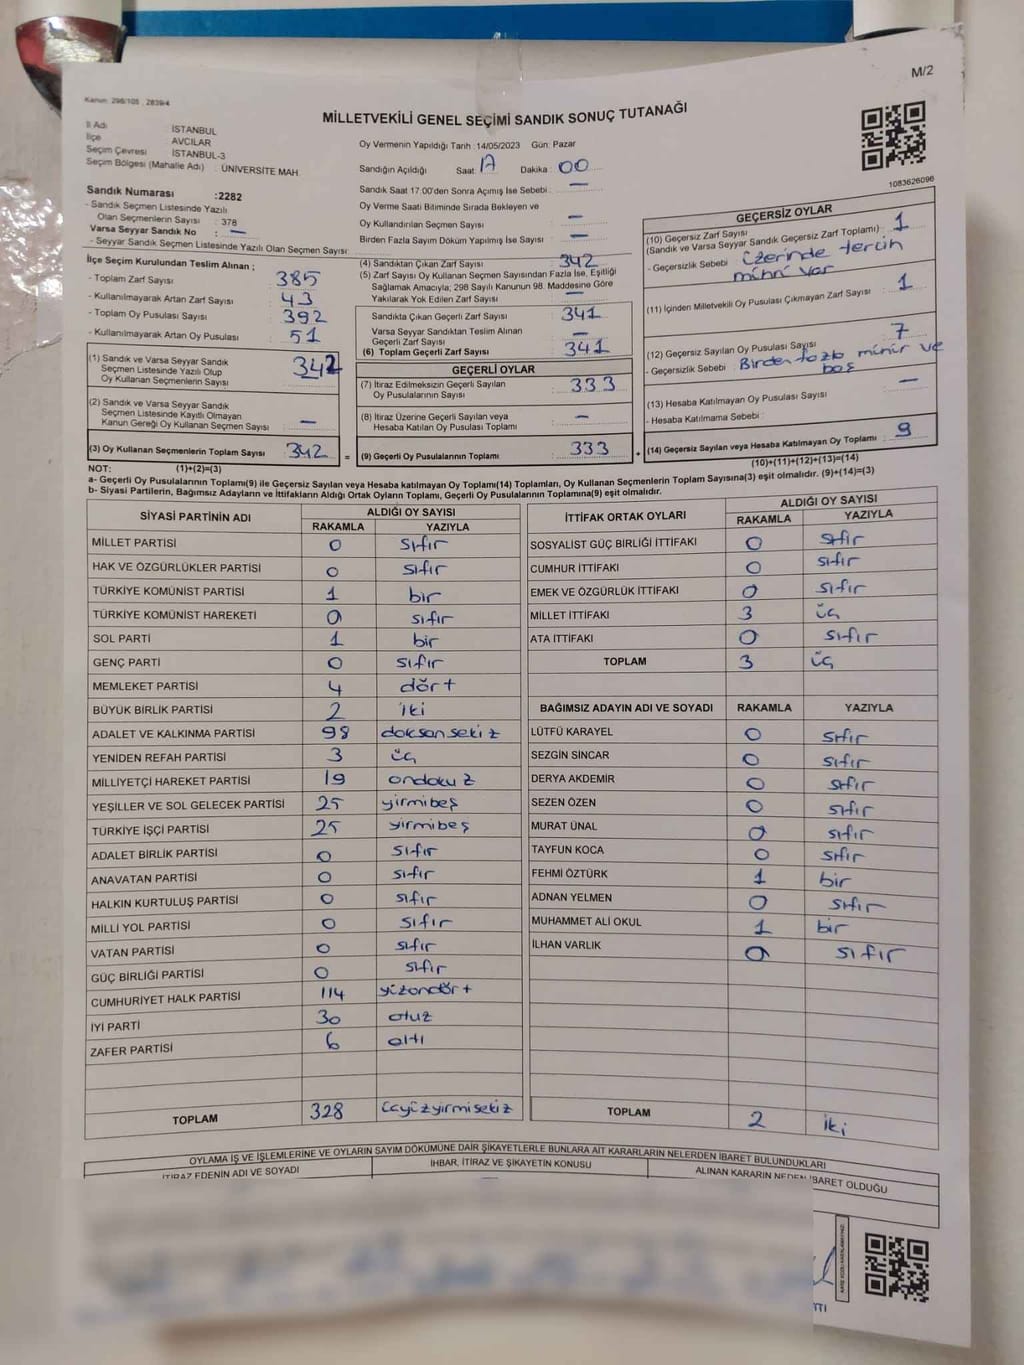 M/2
Kanun: 298/105 , 2839/4
MİLLETVEKİLİ GENEL SEÇİMİ SANDIK SONUÇ TUTANAĞI
İl Adı İSTANBUL
İlçe AVCILAR
Seçim Çevresi İSTANBUL-3
Seçim Bölgesi (Mahalle Adı) : ÜNİVERSİTE MAH.
Sandık Numarası :2282
- Sandık Seçmen Listesinde Yazılı
Olan Seçmenlerin Sayısı : 378
Varsa Seyyar Sandık No : –
- Seyyar Sandık Seçmen Listesinde Yazılı Olan Seçmen Sayısı:
İlçe Seçim Kurulundan Teslim Alınan ;
- Toplam Zarf Sayısı : 385
- Kullanılmayarak Artan Zarf Sayısı : 43
- Toplam Oy Pusulası Sayısı : 392
- Kullanılmayarak Artan Oy Pusulası : 51
(1) Sandık ve Varsa Seyyar Sandık
Seçmen Listesinde Yazılı Olup
Oy Kullanan Seçmenlerin Sayısı : 342
(2) Sandık ve Varsa Seyyar Sandık
Seçmen Listesinde Kayıtlı Olmayan
Kanun Gereği Oy Kullanan Seçmen Sayısı : –
(3) Oy Kullanan Seçmenlerin Toplam Sayısı : 342
Oy Vermenin Yapıldığı Tarih : 14/05/2023 Gün: Pazar
Sandığın Açıldığı Saat: 17 Dakika : 00
Sandık Saat 17.00'den Sonra Açımış İse Sebebi : –
Oy Verme Saati Bitiminde Sırada Bekleyen ve
Oy Kullandırılan Seçmen Sayısı : –
Birden Fazla Sayım Döküm Yapılmış İse Sayısı : –
(4) Sandıktan Çıkan Zarf Sayısı : 342
(5) Zarf Sayısı Oy Kullanan Seçmen Sayısından Fazla İse, Eşitliği
Sağlamak Amacıyla; 298 Sayılı Kanunun 98. Maddesine Göre
Yakılarak Yok Edilen Zarf Sayısı : –
Sandıkta Çıkan Geçerli Zarf Sayısı : 341
Varsa Seyyar Sandıktan Teslim Alınan
Geçerli Zarf Sayısı : –
(6) Toplam Geçerli Zarf Sayısı : 341
GEÇERLİ OYLAR
(7) İtiraz Edilmeksizin Geçerli Sayılan
Oy Pusulalarının Sayısı : 333
(8) İtiraz Üzerine Geçerli Sayılan veya
Hesaba Katılan Oy Pusulası Toplamı : –
= (9) Geçerli Oy Pusulalarının Toplamı : 333 +
1083626096
GEÇERSİZ OYLAR
(10) Geçersiz Zarf Sayısı
(Sandık ve Varsa Seyyar Sandık Geçersiz Zarf Toplamı) : 1
- Geçersizlik Sebebi : üzerinde tercih
mührü var
(11) İçinden Milletvekili Oy Pusulası Çıkmayan Zarf Sayısı : 1
(12) Geçersiz Sayılan Oy Pusulası Sayısı : 7
- Geçersizlik Sebebi : Birden fazla mühür ve
boş
(13) Hesaba Katılmayan Oy Pusulası Sayısı : –
- Hesaba Katılmama Sebebi :
(14) Geçersiz Sayılan veya Hesaba Katılmayan Oy Toplamı : 9
NOT: (1)+(2)=(3) (10)+(11)+(12)+(13)=(14)
a- Geçerli Oy Pusulalarının Toplamı(9) ile Geçersiz Sayılan veya Hesaba katılmayan Oy Toplamı(14) Toplamları, Oy Kullanan Seçmenlerin Toplam Sayısına(3) eşit olmalıdır. (9)+(14)=(3)
b- Siyasi Partilerin, Bağımsız Adayların ve İttifakların Aldığı Ortak Oyların Toplamı, Geçerli Oy Pusulalarının Toplamına(9) eşit olmalıdır.
SİYASİ PARTİNİN ADI ALDIĞI OY SAYISI
RAKAMLA YAZIYLA
MİLLET PARTİSİ 0 sıfır
HAK VE ÖZGÜRLÜKLER PARTİSİ 0 sıfır
TÜRKİYE KOMÜNİST PARTİSİ 1 bir
TÜRKİYE KOMÜNİST HAREKETİ 0 sıfır
SOL PARTİ 1 bir
GENÇ PARTİ 0 sıfır
MEMLEKET PARTİSİ 4 dört
BÜYÜK BİRLİK PARTİSİ 2 iki
ADALET VE KALKINMA PARTİSİ 98 doksansekiz
YENİDEN REFAH PARTİSİ 3 üç
MİLLİYETÇİ HAREKET PARTİSİ 19 ondokuz
YEŞİLLER VE SOL GELECEK PARTİSİ 25 yirmibeş
TÜRKİYE İŞÇİ PARTİSİ 25 yirmibeş
ADALET BİRLİK PARTİSİ 0 sıfır
ANAVATAN PARTİSİ 0 sıfır
HALKIN KURTULUŞ PARTİSİ 0 sıfır
MİLLİ YOL PARTİSİ 0 sıfır
VATAN PARTİSİ 0 sıfır
GÜÇ BİRLİĞİ PARTİSİ 0 sıfır
CUMHURİYET HALK PARTİSİ 114 yüzondört
İYİ PARTİ 30 otuz
ZAFER PARTİSİ 6 altı
TOPLAM 328 üçyüzyirmisekiz
İTTİFAK ORTAK OYLARI ALDIĞI OY SAYISI
RAKAMLA YAZIYLA
SOSYALİST GÜÇ BİRLİĞİ İTTİFAKI 0 sıfır
CUMHUR İTTİFAKI 0 sıfır
EMEK VE ÖZGÜRLÜK İTTİFAKI 0 sıfır
MİLLET İTTİFAKI 3 üç
ATA İTTİFAKI 0 sıfır
TOPLAM 3 üç
BAĞIMSIZ ADAYIN ADI VE SOYADI RAKAMLA YAZIYLA
LÜTFÜ KARAYEL 0 sıfır
SEZGİN SİNCAR 0 sıfır
DERYA AKDEMİR 0 sıfır
SEZEN ÖZEN 0 sıfır
MURAT ÜNAL 0 sıfır
TAYFUN KOCA 0 sıfır
FEHMİ ÖZTÜRK 1 bir
ADNAN YELMEN 0 sıfır
MUHAMMET ALİ OKUL 1 bir
İLHAN VARLIK 0 sıfır
TOPLAM 2 iki
OYLAMA İŞ VE İŞLEMLERİNE VE OYLARIN SAYIM DÖKÜMÜNE DAİR ŞİKAYETLERLE BUNLARA AİT KARARLARIN NELERDEN İBARET BULUNDUKLARI
İTİRAZ EDENİN ADI VE SOYADI İHBAR, İTİRAZ VE ŞİKAYETİN KONUSU ALINAN KARARIN NEDEN İBARET OLDUĞU